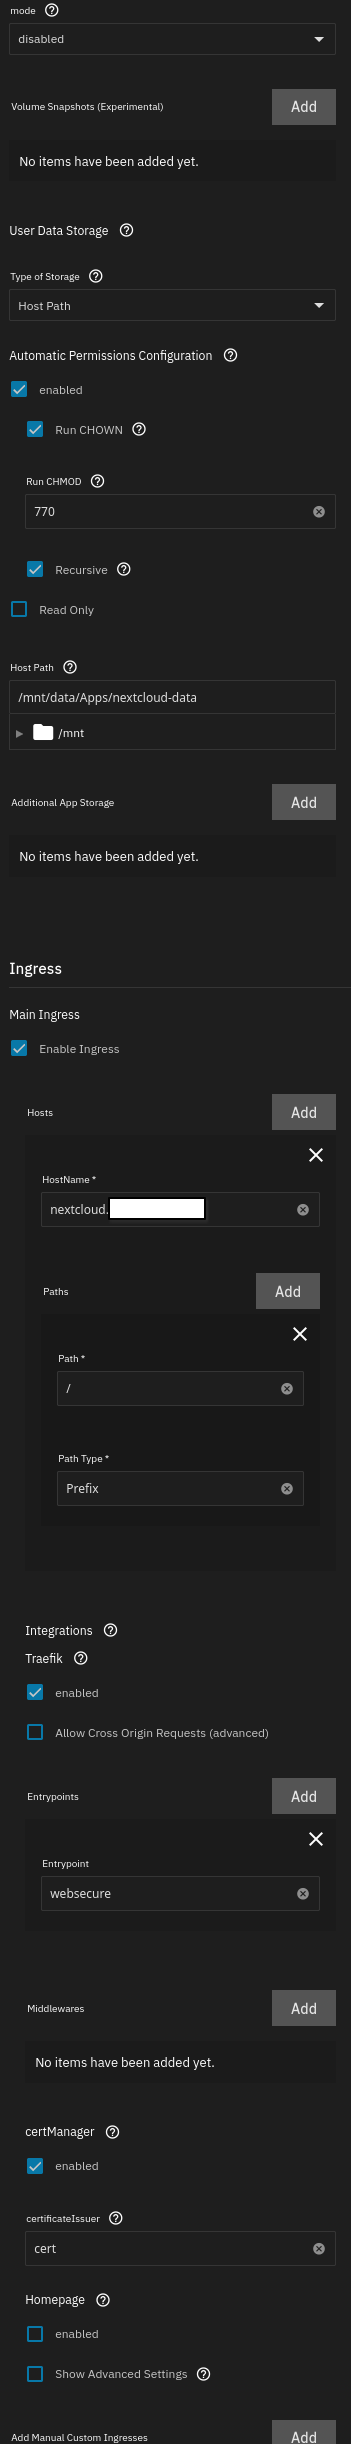 mode
disabled
Volume Snapshots (Experimental)
Add
No items have been added yet.
User Data Storage
Type of Storage
Host Path
Automatic Permissions Configuration
enabled
Run CHOWN
Run CHMOD
770
Recursive
Read Only
Host Path
/mnt/data/Apps/nextcloud-data
/mnt
Additional App Storage
Add
No items have been added yet.
Ingress
Main Ingress
Enable Ingress
Hosts
Add
HostName *
nextcloud.
Paths
Add
Path *
/
Path Type *
Prefix
Integrations
Traefik
enabled
Allow Cross Origin Requests (advanced)
Entrypoints
Add
Entrypoint
websecure
Middlewares
Add
No items have been added yet.
certManager
enabled
certificateIssuer
cert
Homepage
enabled
Show Advanced Settings
Add Manual Custom Ingresses
Add